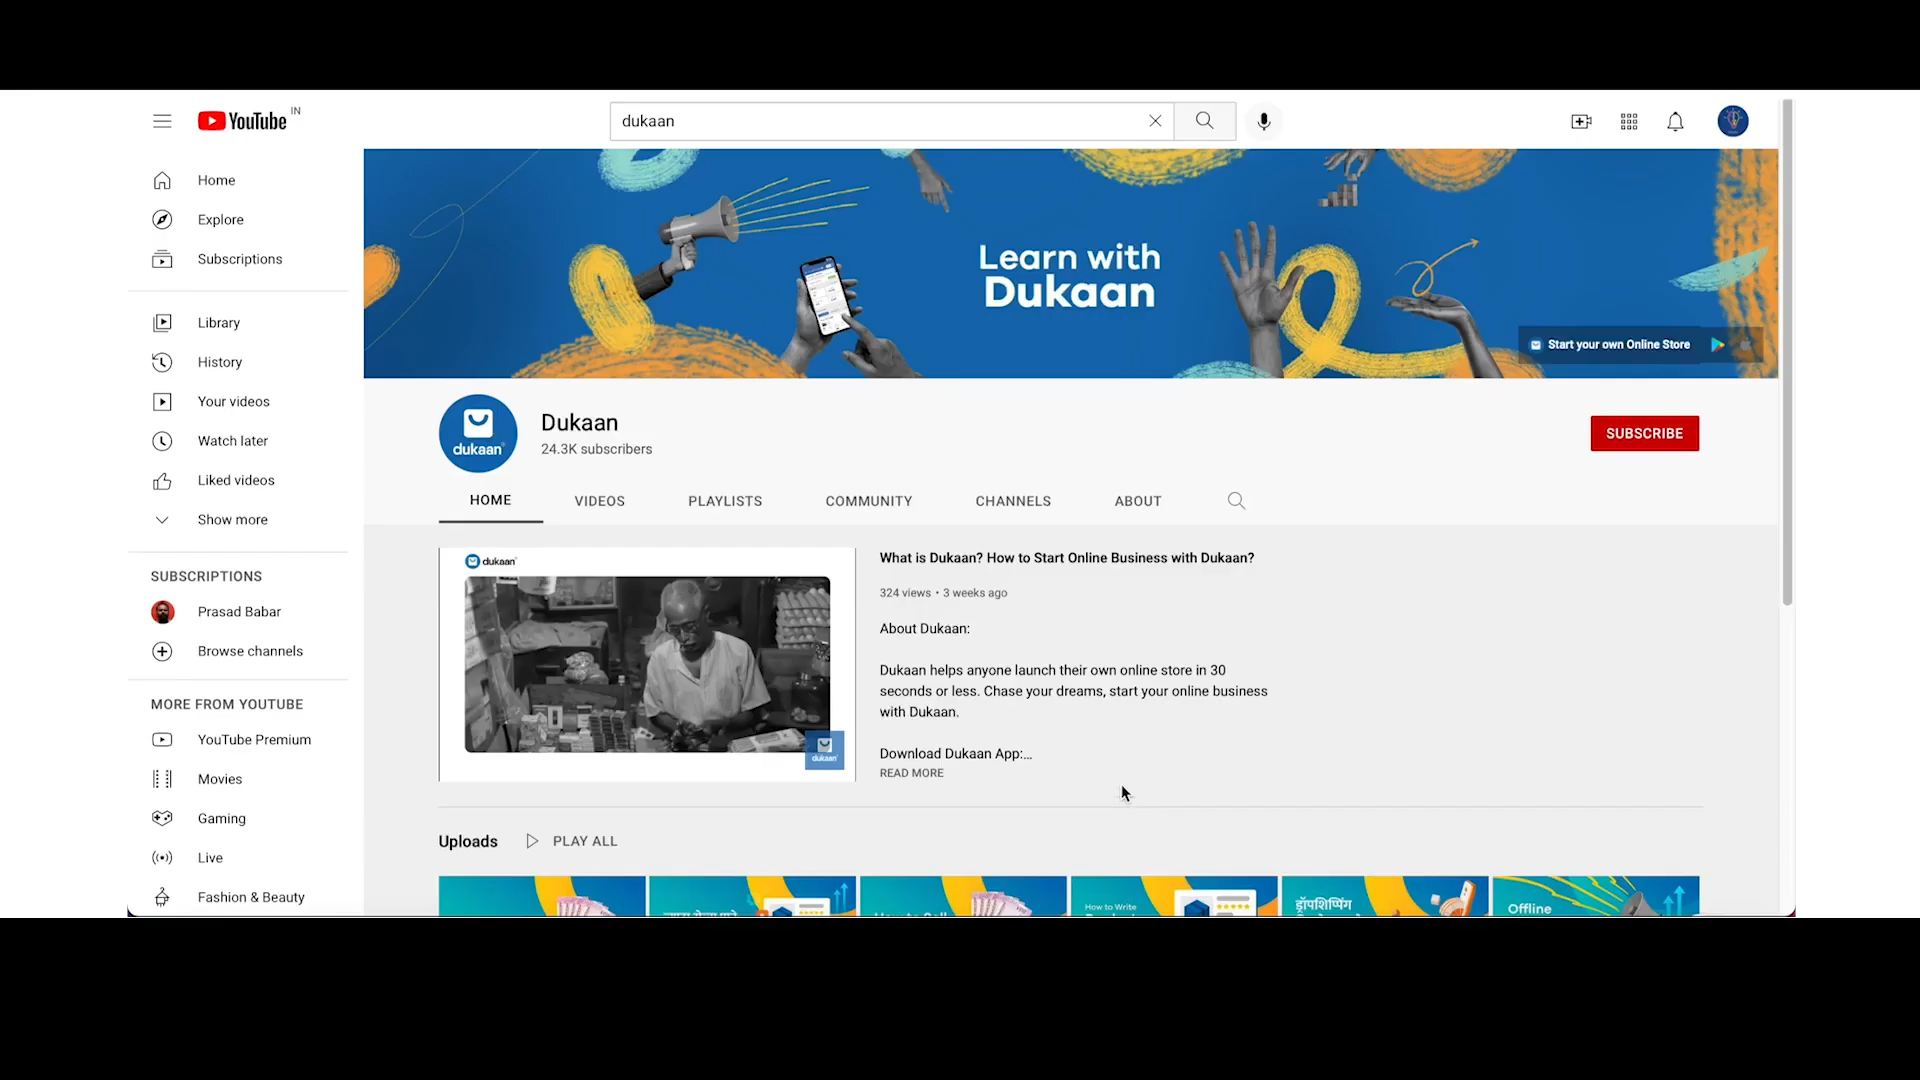 YouTube IN
dukaan
Home
Explore
Subscriptions
Library
History
Your videos
Watch later
Liked videos
Show more
SUBSCRIPTIONS
Prasad Babar
Browse channels
MORE FROM YOUTUBE
YouTube Premium
Movies
Gaming
Live
Fashion & Beauty
Learn with
Dukaan
Start your own Online Store
dukaan
Dukaan
24.3K subscribers
SUBSCRIBE
HOME VIDEOS PLAYLISTS COMMUNITY CHANNELS ABOUT
dukaan
dukaan
What is Dukaan? How to Start Online Business with Dukaan?
324 views • 3 weeks ago
About Dukaan:
Dukaan helps anyone launch their own online store in 30
seconds or less. Chase your dreams, start your online business
with Dukaan.
Download Dukaan App:...
READ MORE
Uploads PLAY ALL
How to Write
ड्रॉपशिप्पिंग
Offline